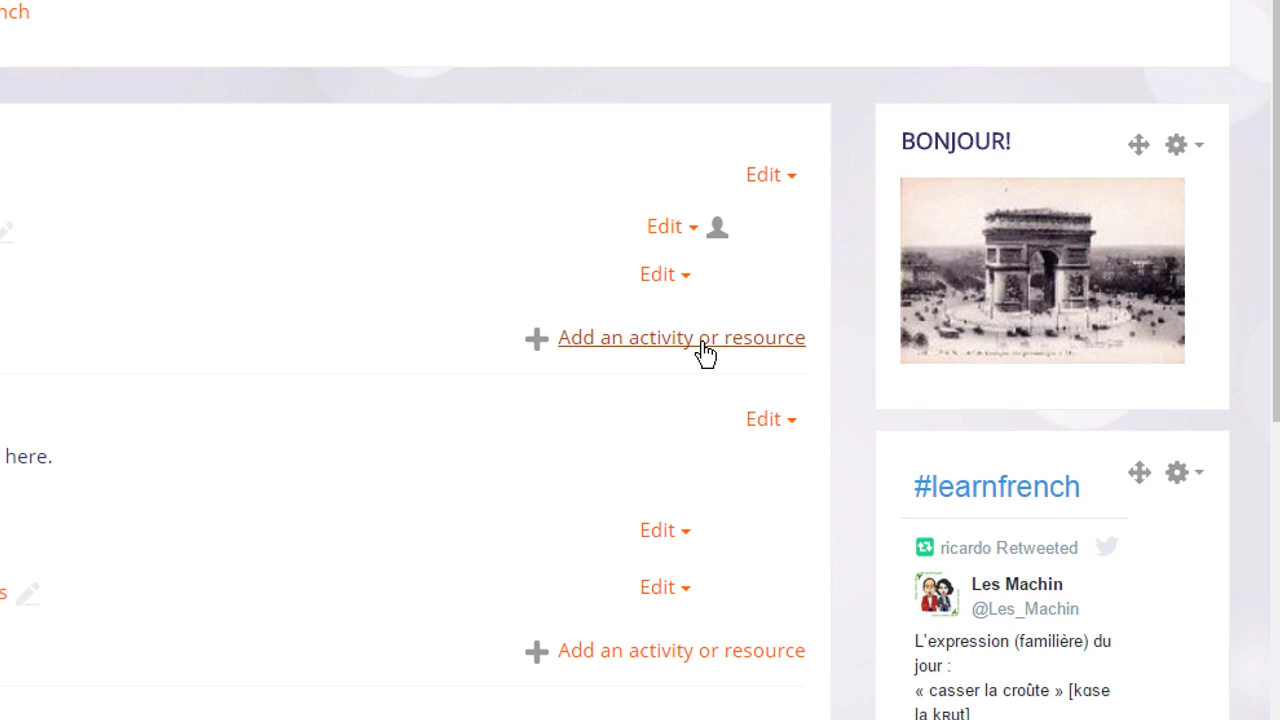 nch
Edit
Edit
Edit
Add an activity or resource
Edit
here.
Edit
s
Edit
Add an activity or resource
BONJOUR!
#learnfrench
ricardo Retweeted
Les Machin
@Les_Machin
L'expression (familière) du
jour :
« casser la croûte » [kɑse
la kʀut]